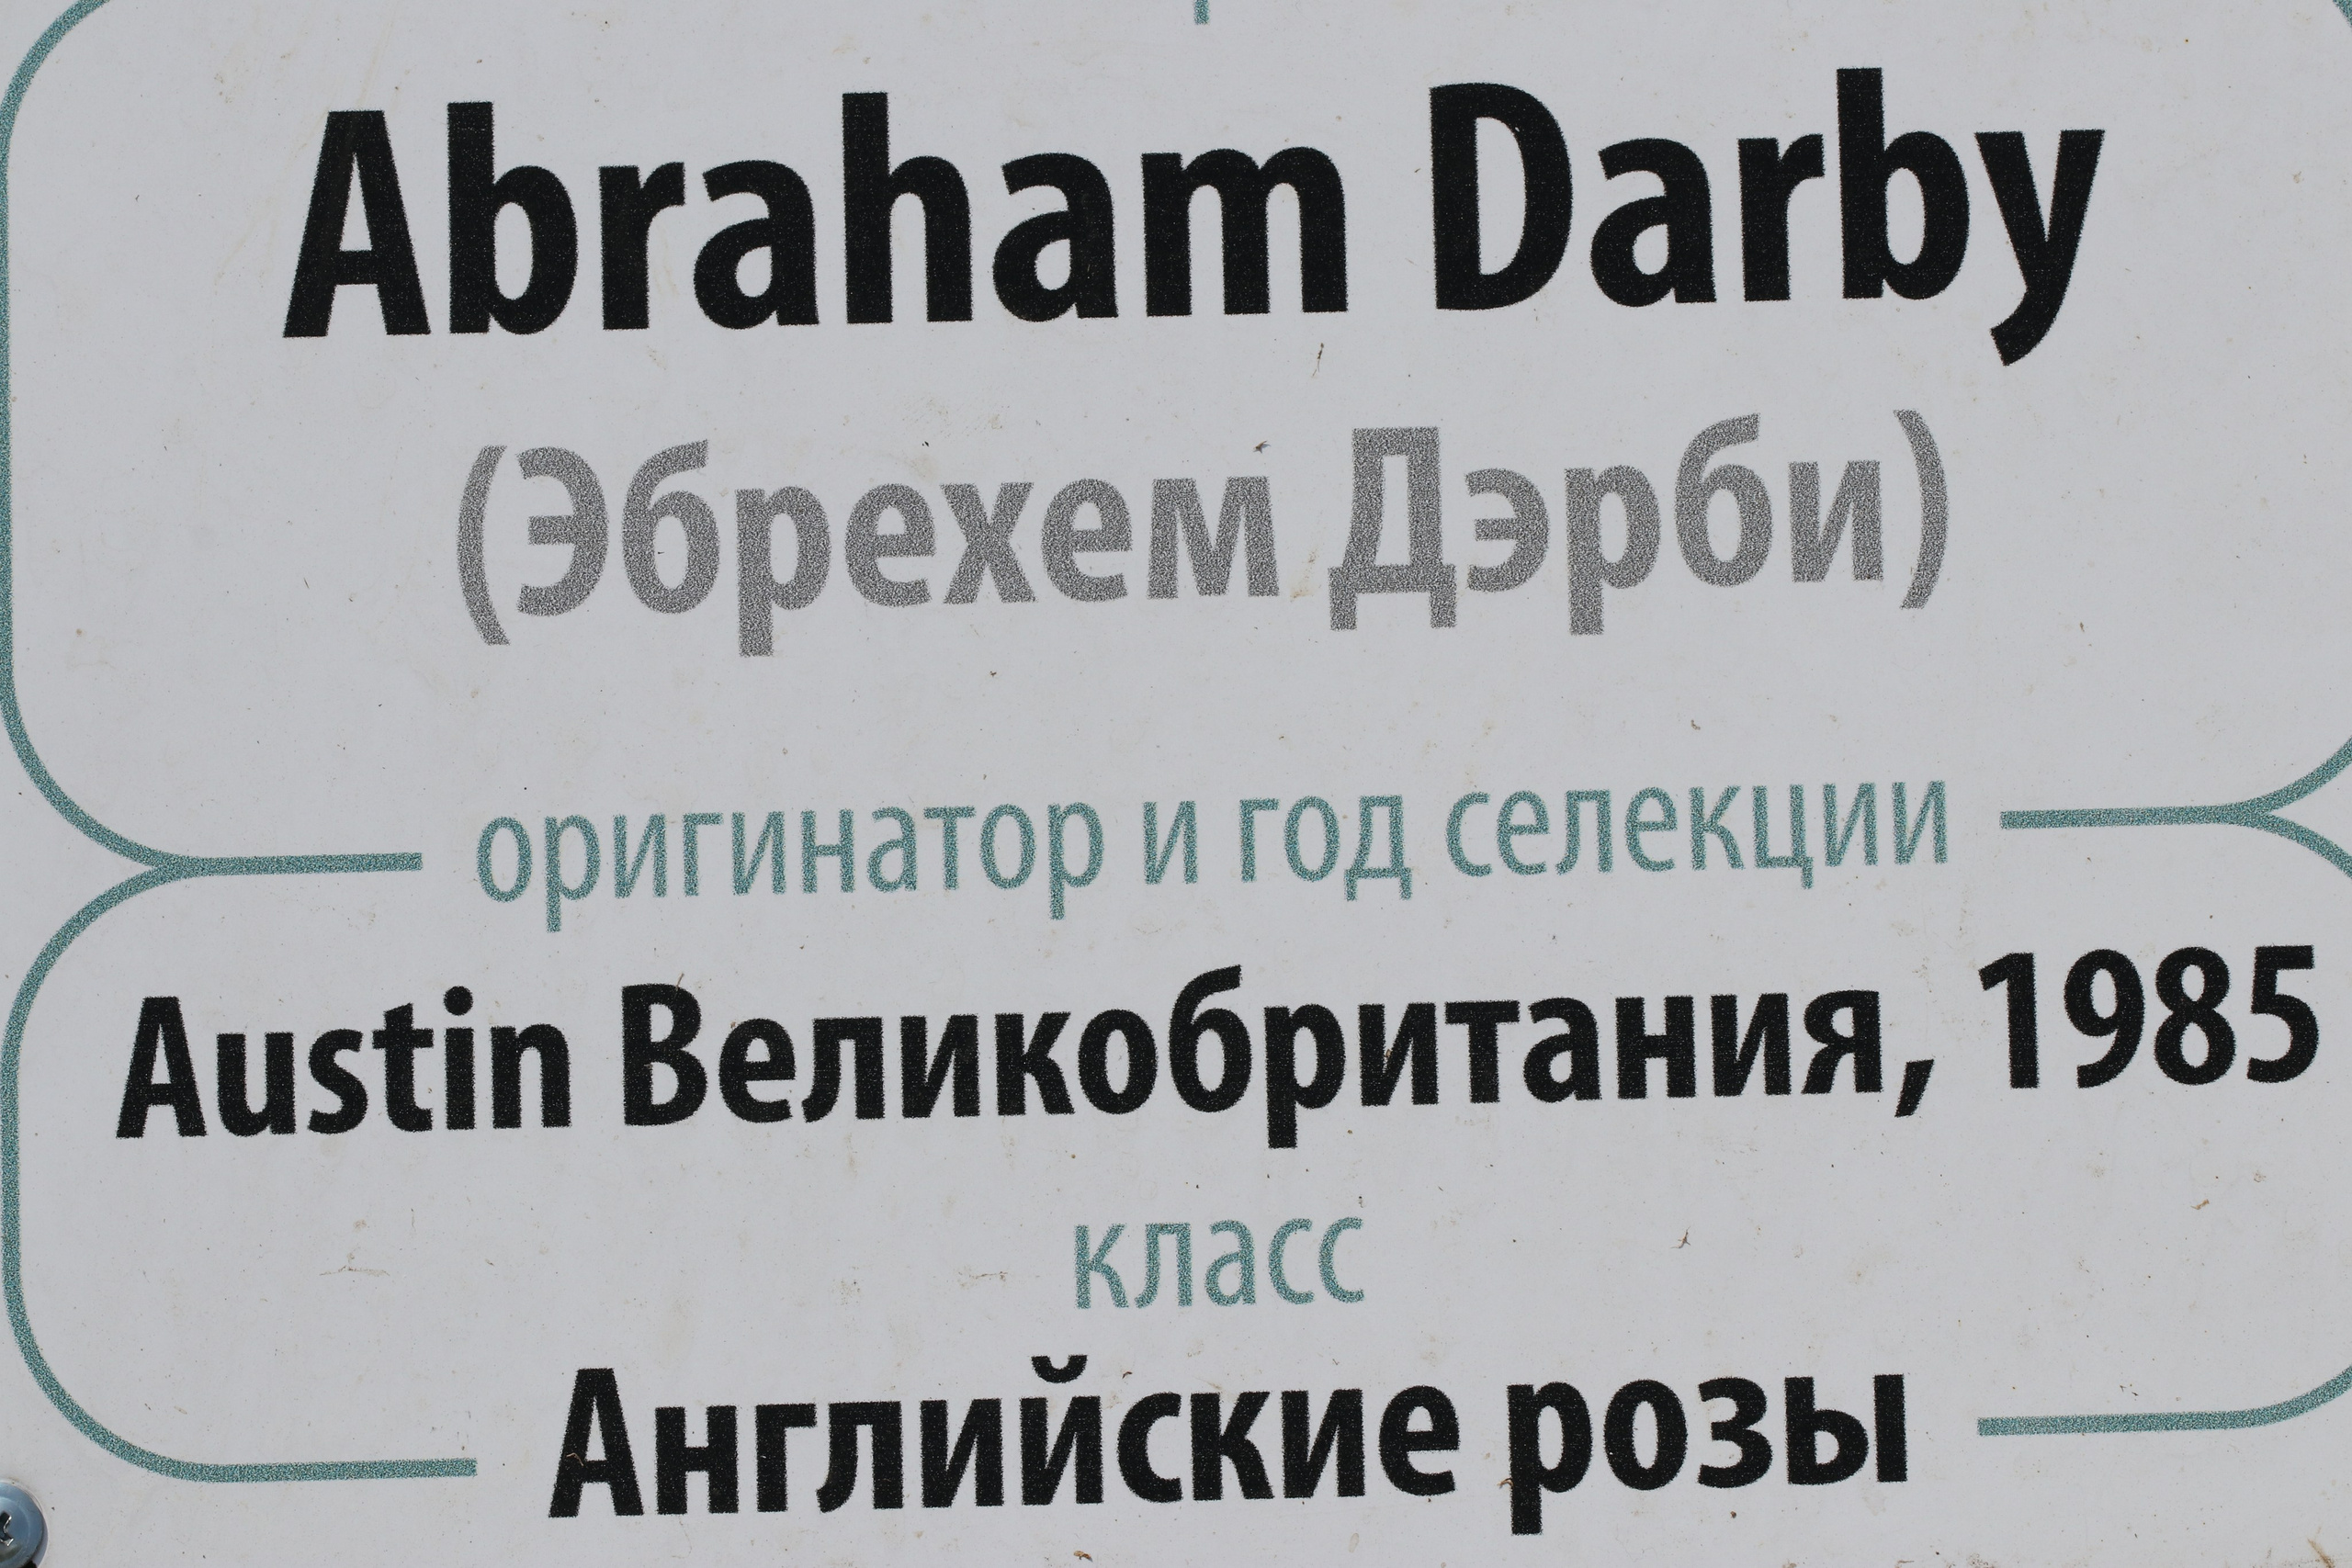 Abraham Darby
(Эбрехем Дэрби)
оригинатор и год селекции
Austin Великобритания, 1985
класс
Английские розы